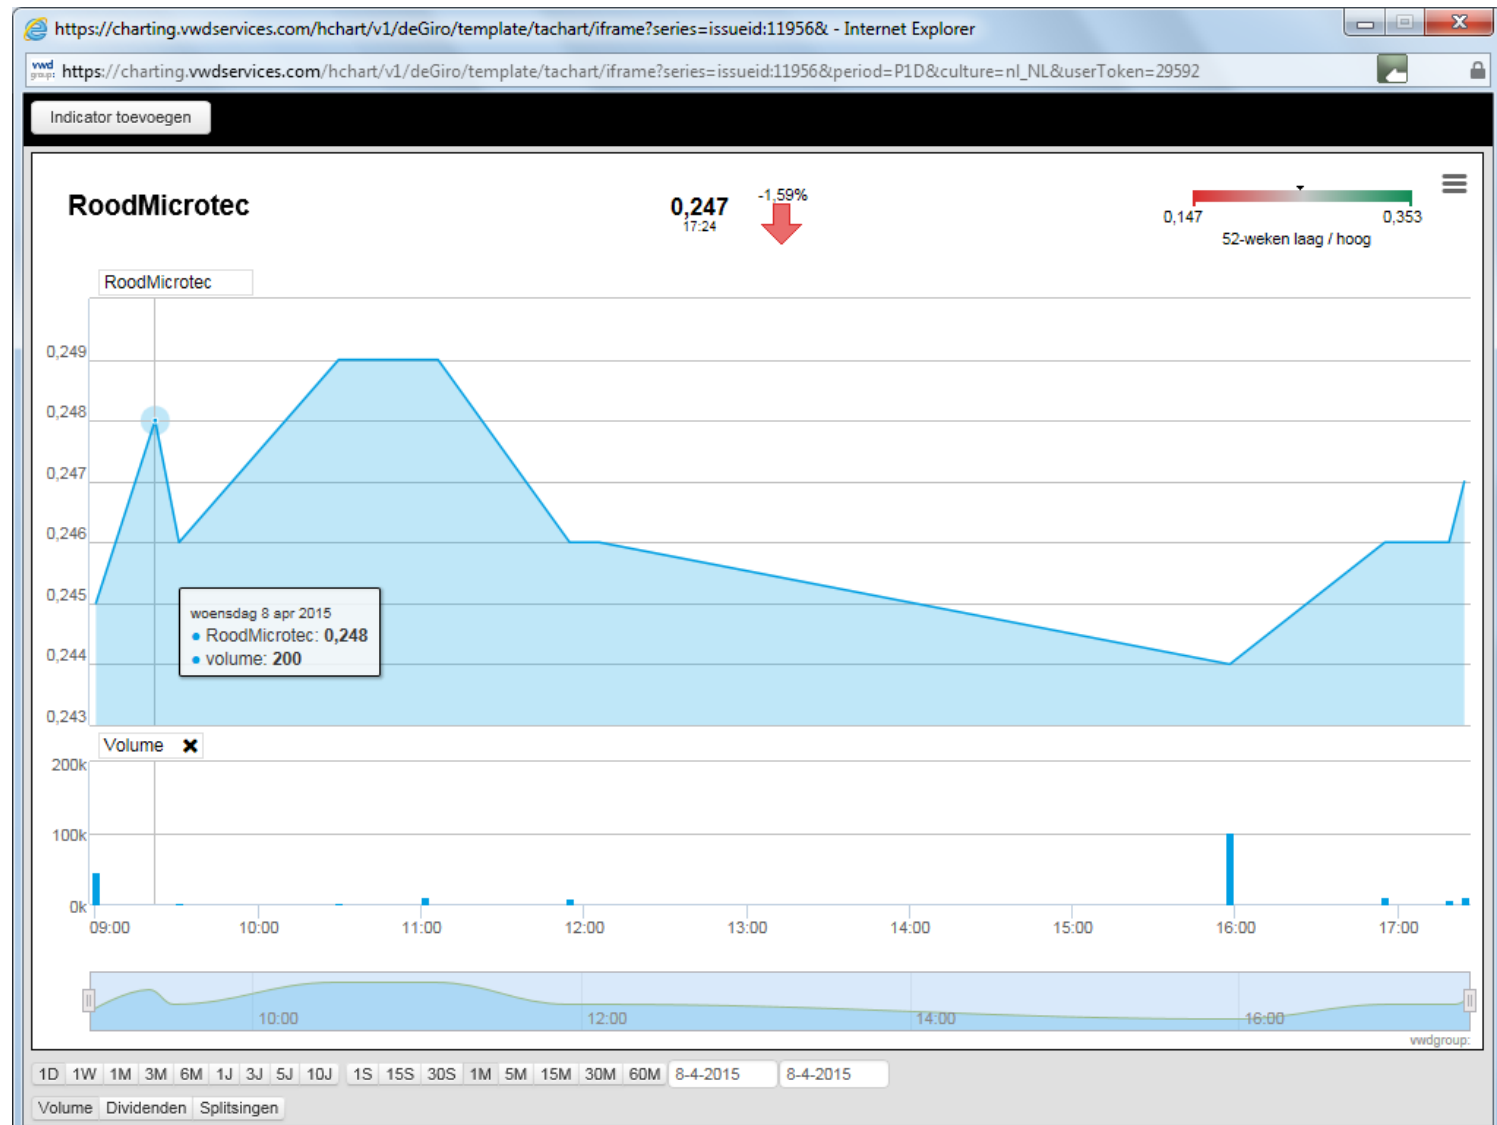 https://charting.vwdservices.com/hchart/v1/deGiro/template/tachart/iframe?series=issueid:11956& - Internet Explorer
vwd group: https://charting.vwdservices.com/hchart/v1/deGiro/template/tachart/iframe?series=issueid:11956&period=P1D&culture=nl_NL&userToken=29592
Indicator toevoegen
RoodMicrotec
0,247
17:24
-1,59%
0,147 0,353
52-weken laag / hoog
RoodMicrotec
0,249
0,248
0,247
0,246
0,245
0,244
0,243
woensdag 8 apr 2015
• RoodMicrotec: 0,248
• volume: 200
Volume
200k
100k
0k
09:00 10:00 11:00 12:00 13:00 14:00 15:00 16:00 17:00
10:00 12:00 14:00 16:00
vwdgroup:
1D 1W 1M 3M 6M 1J 3J 5J 10J 1S 15S 30S 1M 5M 15M 30M 60M 8-4-2015 8-4-2015
Volume Dividenden Splitsingen